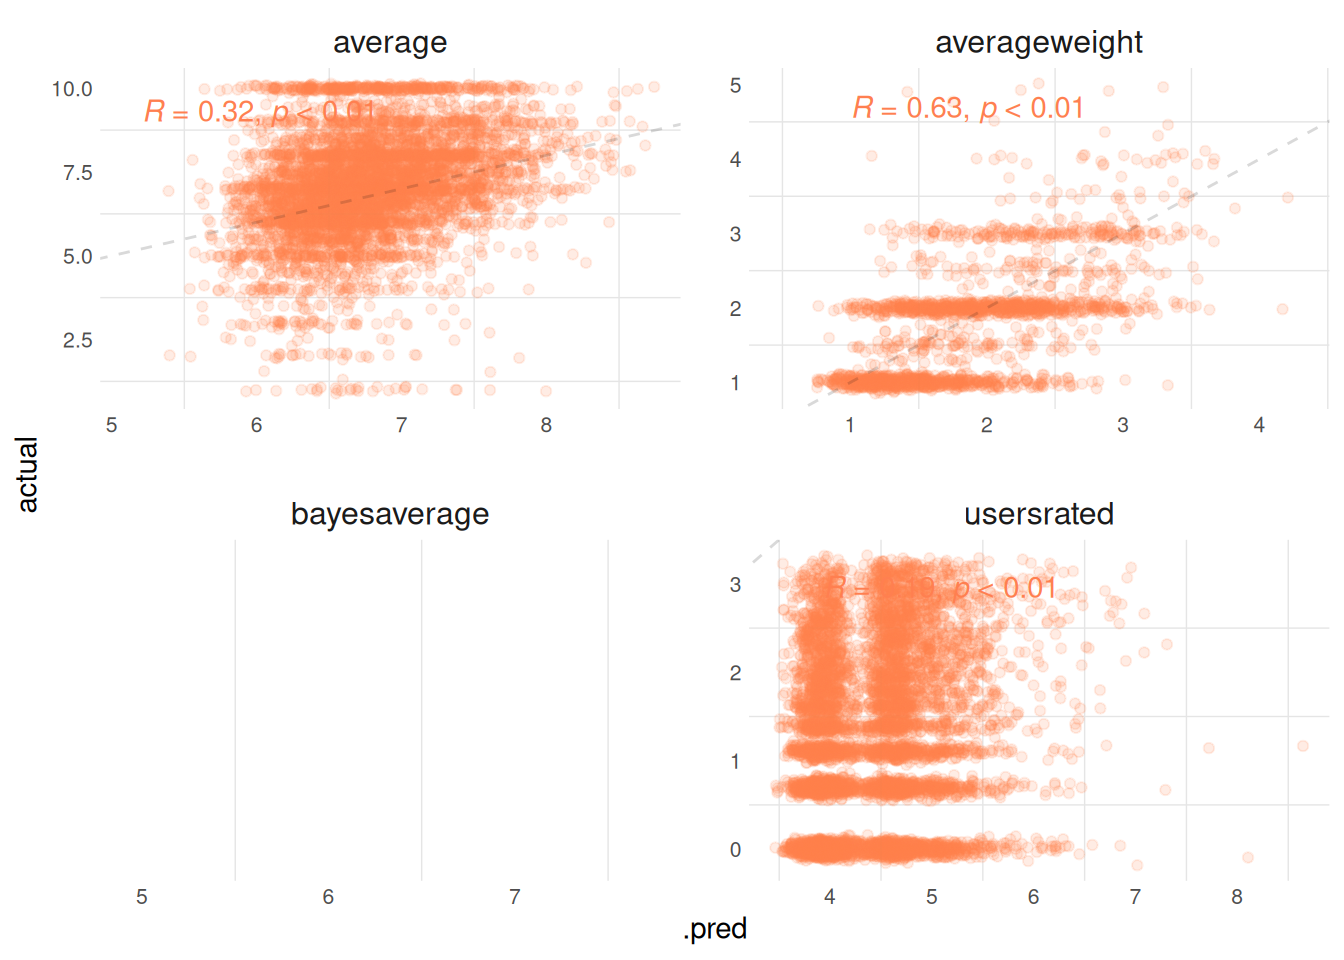 average
averageweight
10.0
7.5
5.0
2.5
R = 0.32, p < 0.01
5 6 7 8
5
4
3
2
1
R = 0.63, p < 0.01
1 2 3 4
actual
bayesaverage
usersrated
5 6 7
3
2
1
0
R = p < 0.01
4 5 6 7 8
.pred